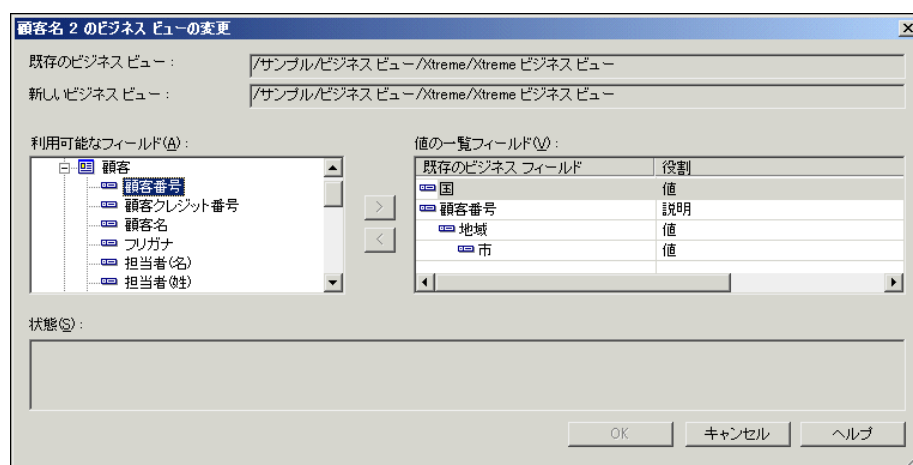 顧客名 2 のビジネス ビューの変更
既存のビジネス ビュー : /サンプル/ビジネス ビュー/Xtreme/Xtreme ビジネス ビュー
新しいビジネス ビュー : /サンプル/ビジネス ビュー/Xtreme/Xtreme ビジネス ビュー
利用可能なフィールド(A) :
顧客
顧客番号
顧客クレジット番号
顧客名
フリガナ
担当者(名)
担当者(姓)
>
<
値の一覧フィールド(V) :
既存のビジネス フィールド 役割
国 値
顧客番号 説明
地域 値
市 値
状態(S) :
OK キャンセル ヘルプ